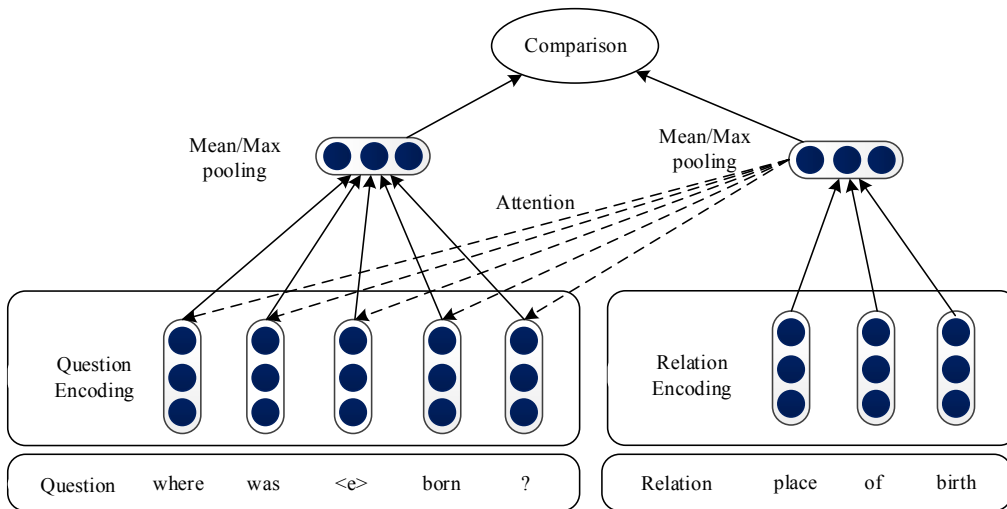 Comparison
Mean/Max
pooling
Mean/Max
pooling
Attention
Question
Encoding
Relation
Encoding
Question where was <e> born ?
Relation place of birth